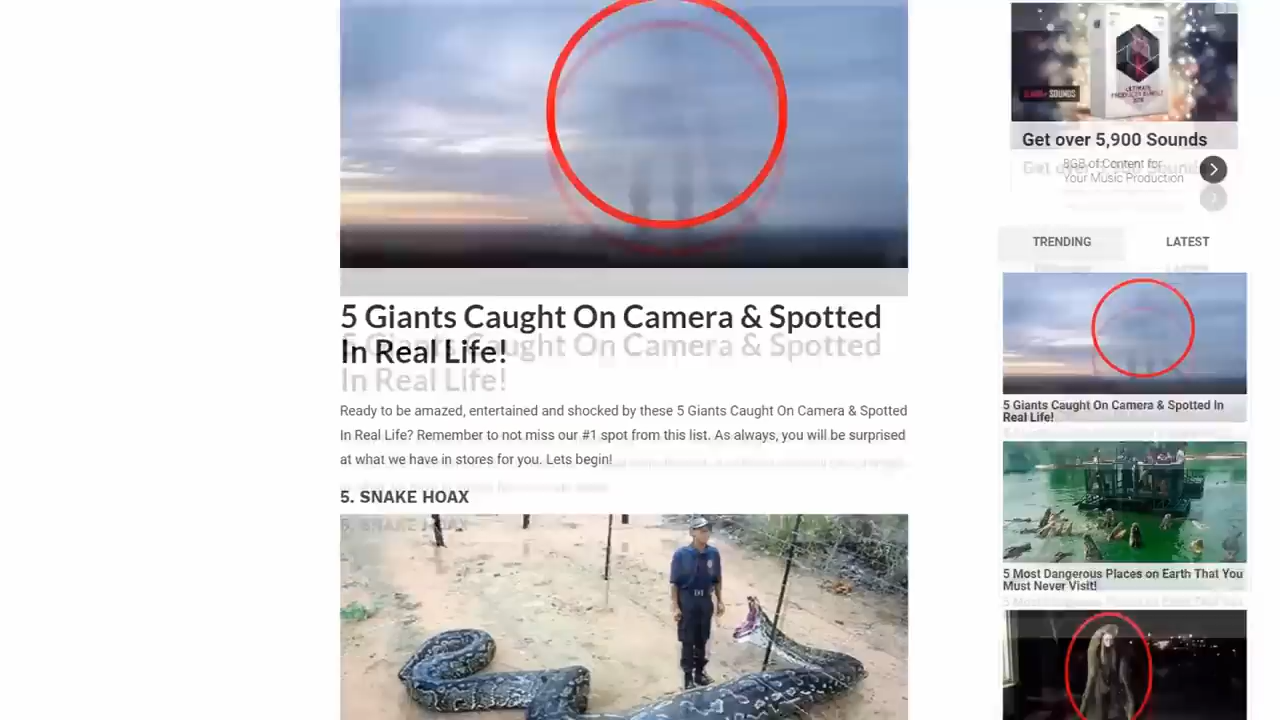 5 Giants Caught On Camera & Spotted
In Real Life!
Ready to be amazed, entertained and shocked by these 5 Giants Caught On Camera & Spotted
In Real Life? Remember to not miss our #1 spot from this list. As always, you will be surprised
at what we have in stores for you. Lets begin!
5. SNAKE HOAX
SOUNDS
ULTIMATE
PRODUCER BUNDLE
Get over 5,900 Sounds
8GB of Content for
Your Music Production
TRENDING
LATEST
5 Giants Caught On Camera & Spotted In
Real Life!
5 Most Dangerous Places on Earth That You
Must Never Visit!